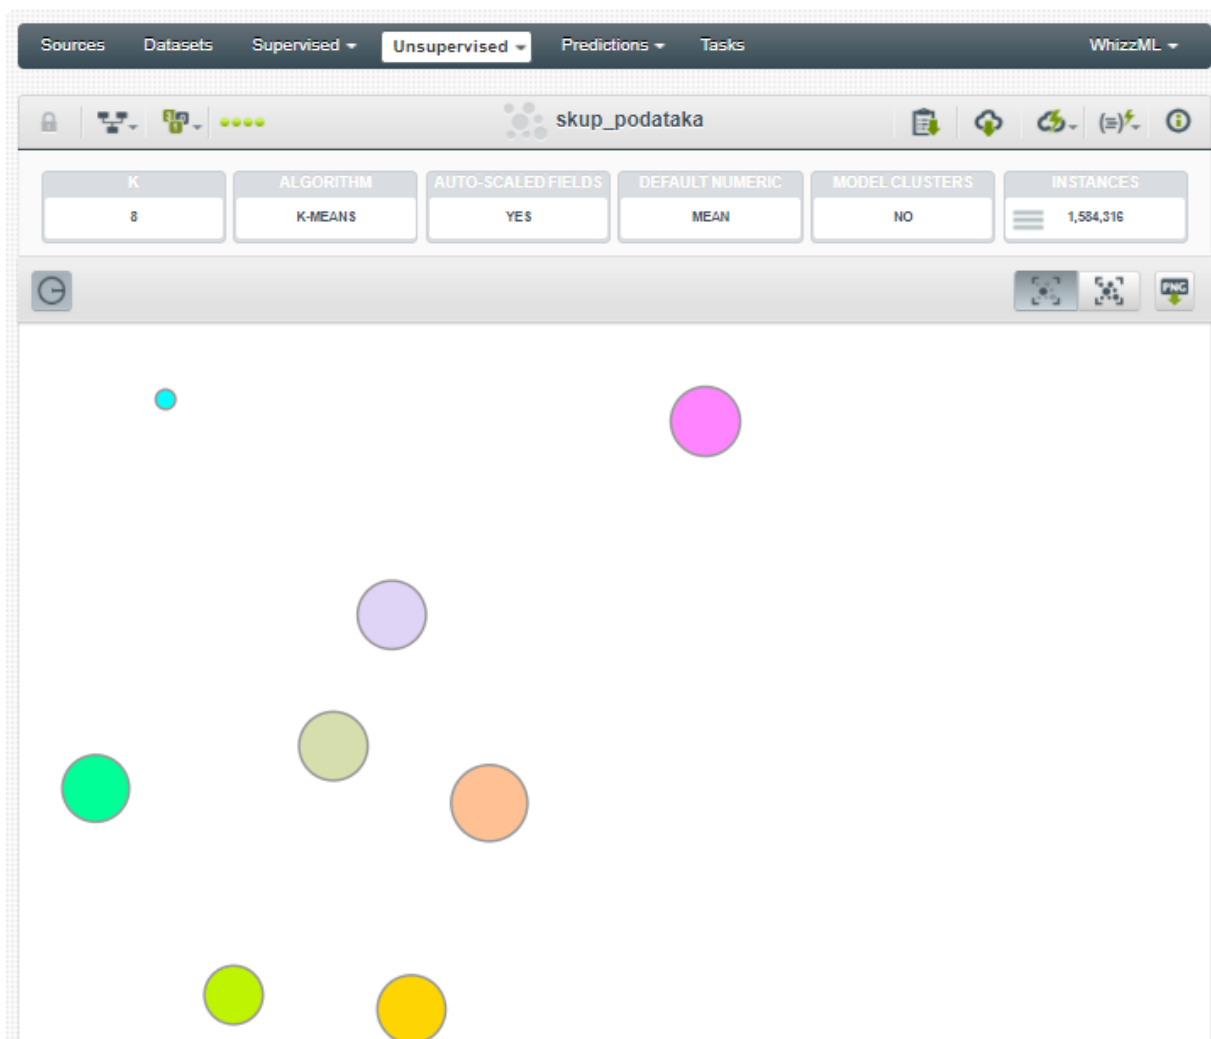 Sources Datasets Supervised Unsupervised Predictions Tasks WhizzML
skup_podataka
K ALGORITHM AUTO-SCALED FIELDS DEFAULT NUMERIC MODEL CLUSTERS INSTANCES
8 K-MEANS YES MEAN NO 1,584,316
PNG